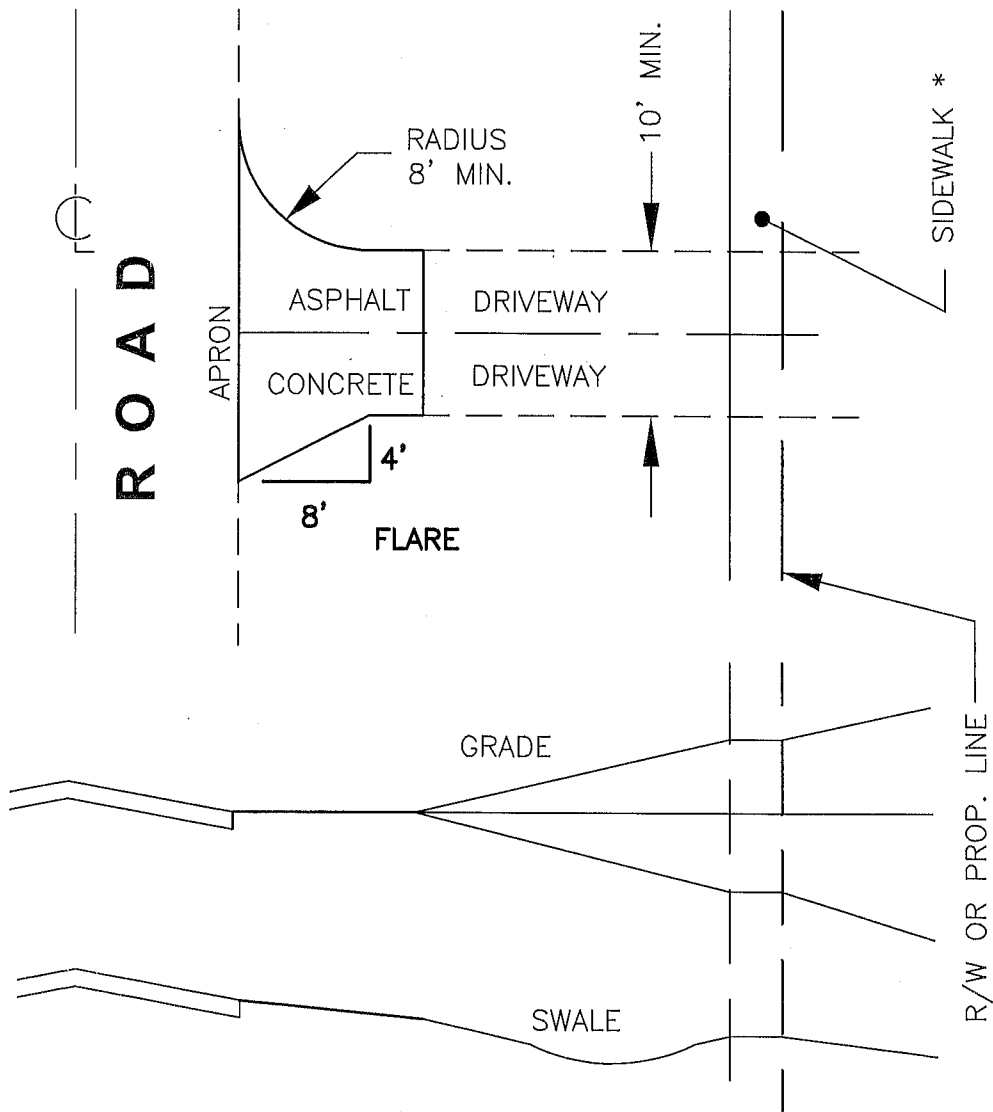 RADIUS
8' MIN.
10' MIN.
SIDEWALK *
℄
ROAD
APRON
ASPHALT
DRIVEWAY
CONCRETE
DRIVEWAY
4'
8'
FLARE
GRADE
R/W OR PROP. LINE
SWALE